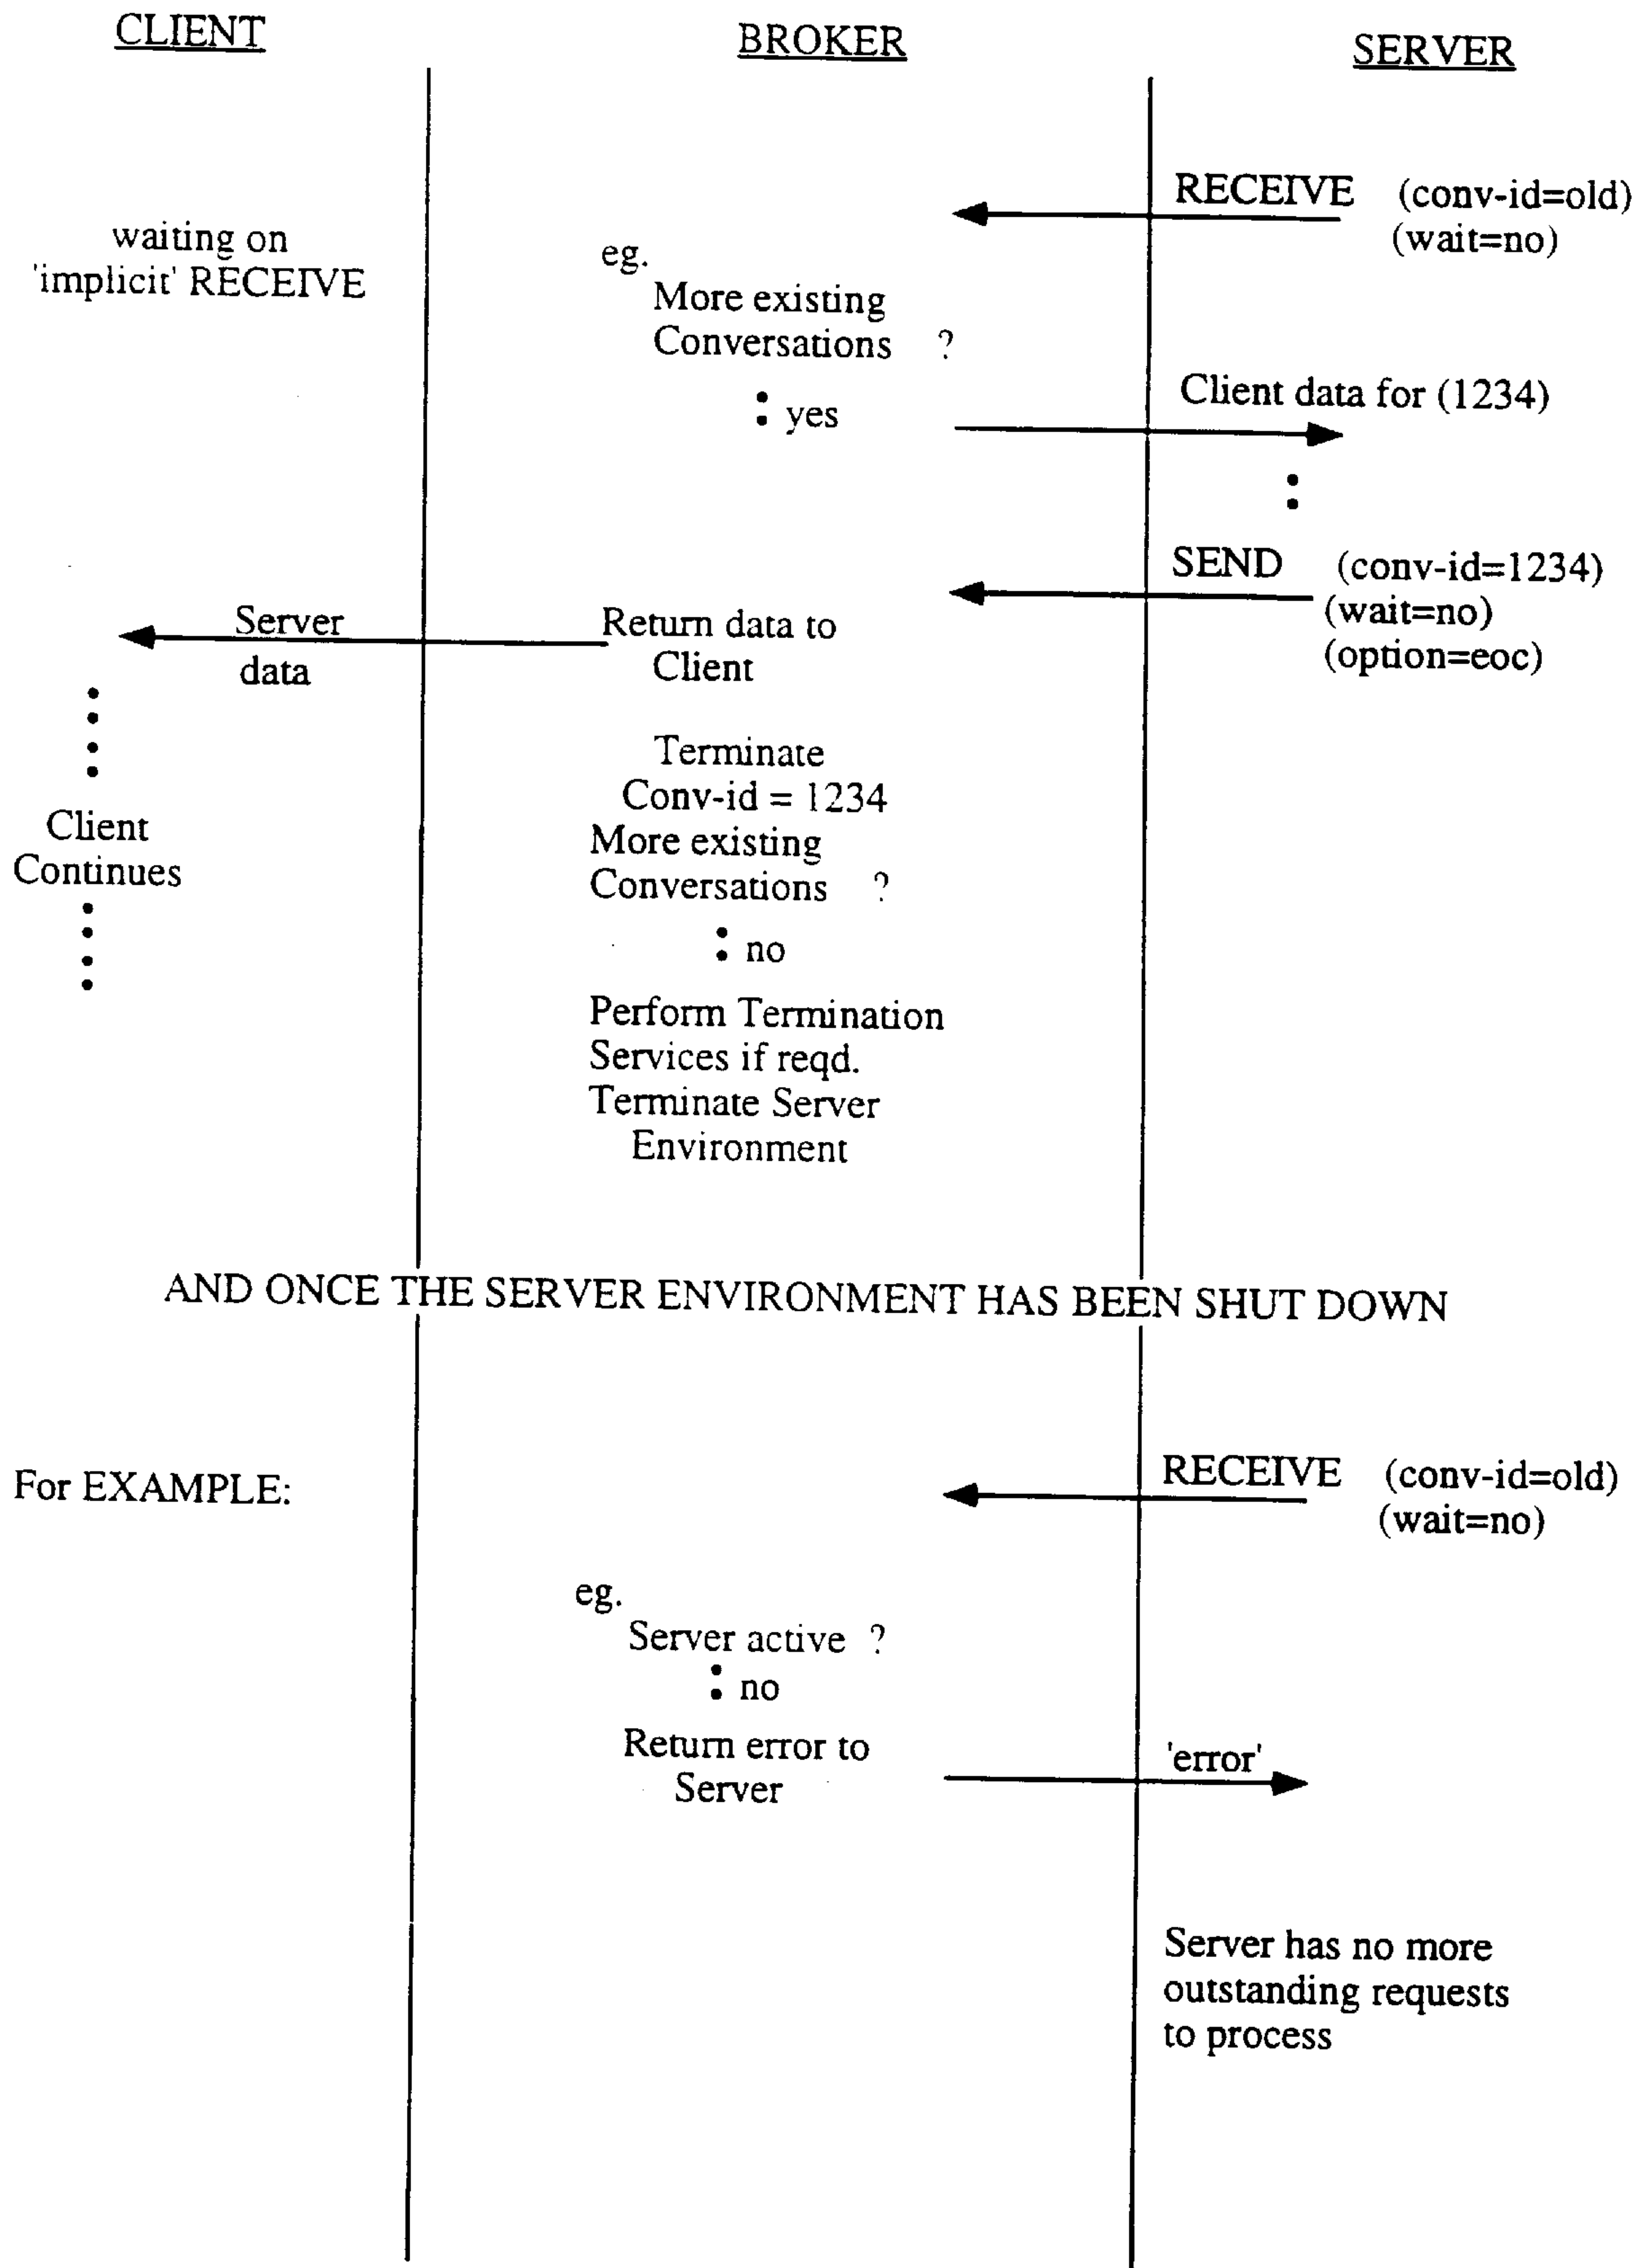 CLIENT
BROKER
SERVER
RECEIVE (conv-id=old)
(wait=no)
waiting on
'implicit' RECEIVE
eg.
More existing
Conversations ?
: yes
Client data for (1234)
SEND (conv-id=1234)
(wait=no)
(option=eoc)
Server
data
Return data to
Client
Terminate
Conv-id = 1234
More existing
Conversations ?
: no
Client
Continues
Perform Termination
Services if reqd.
Terminate Server
Environment
AND ONCE THE SERVER ENVIRONMENT HAS BEEN SHUT DOWN
For EXAMPLE:
RECEIVE (conv-id=old)
(wait=no)
eg.
Server active ?
: no
Return error to
Server
'error'
Server has no more
outstanding requests
to process